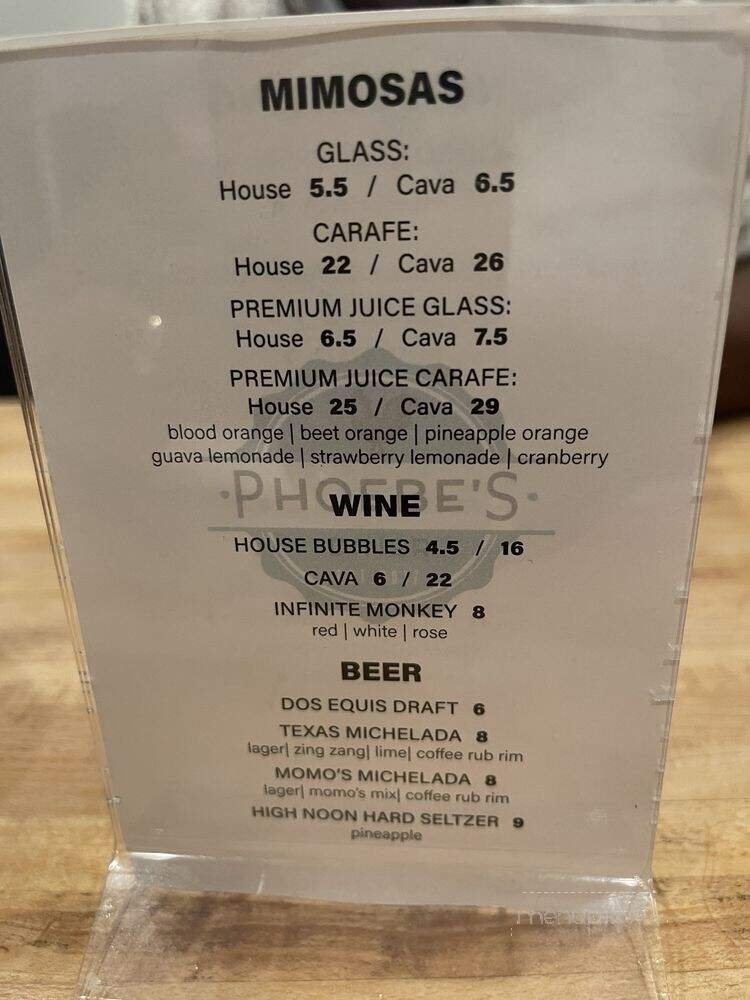 MIMOSAS
GLASS:
House 5.5 / Cava 6.5
CARAFE:
House 22 / Cava 26
PREMIUM JUICE GLASS:
House 6.5 / Cava 7.5
PREMIUM JUICE CARAFE:
House 25 / Cava 29
blood orange | beet orange | pineapple orange
guava lemonade | strawberry lemonade | cranberry
PHOEBE'S
WINE
HOUSE BUBBLES 4.5 / 16
CAVA 6 / 22
INFINITE MONKEY 8
red | white | rose
BEER
DOS EQUIS DRAFT 6
TEXAS MICHELADA 8
lager| zing zang| lime| coffee rub rim
MOMO'S MICHELADA 8
lager| momo's mix| coffee rub rim
HIGH NOON HARD SELTZER 9
pineapple